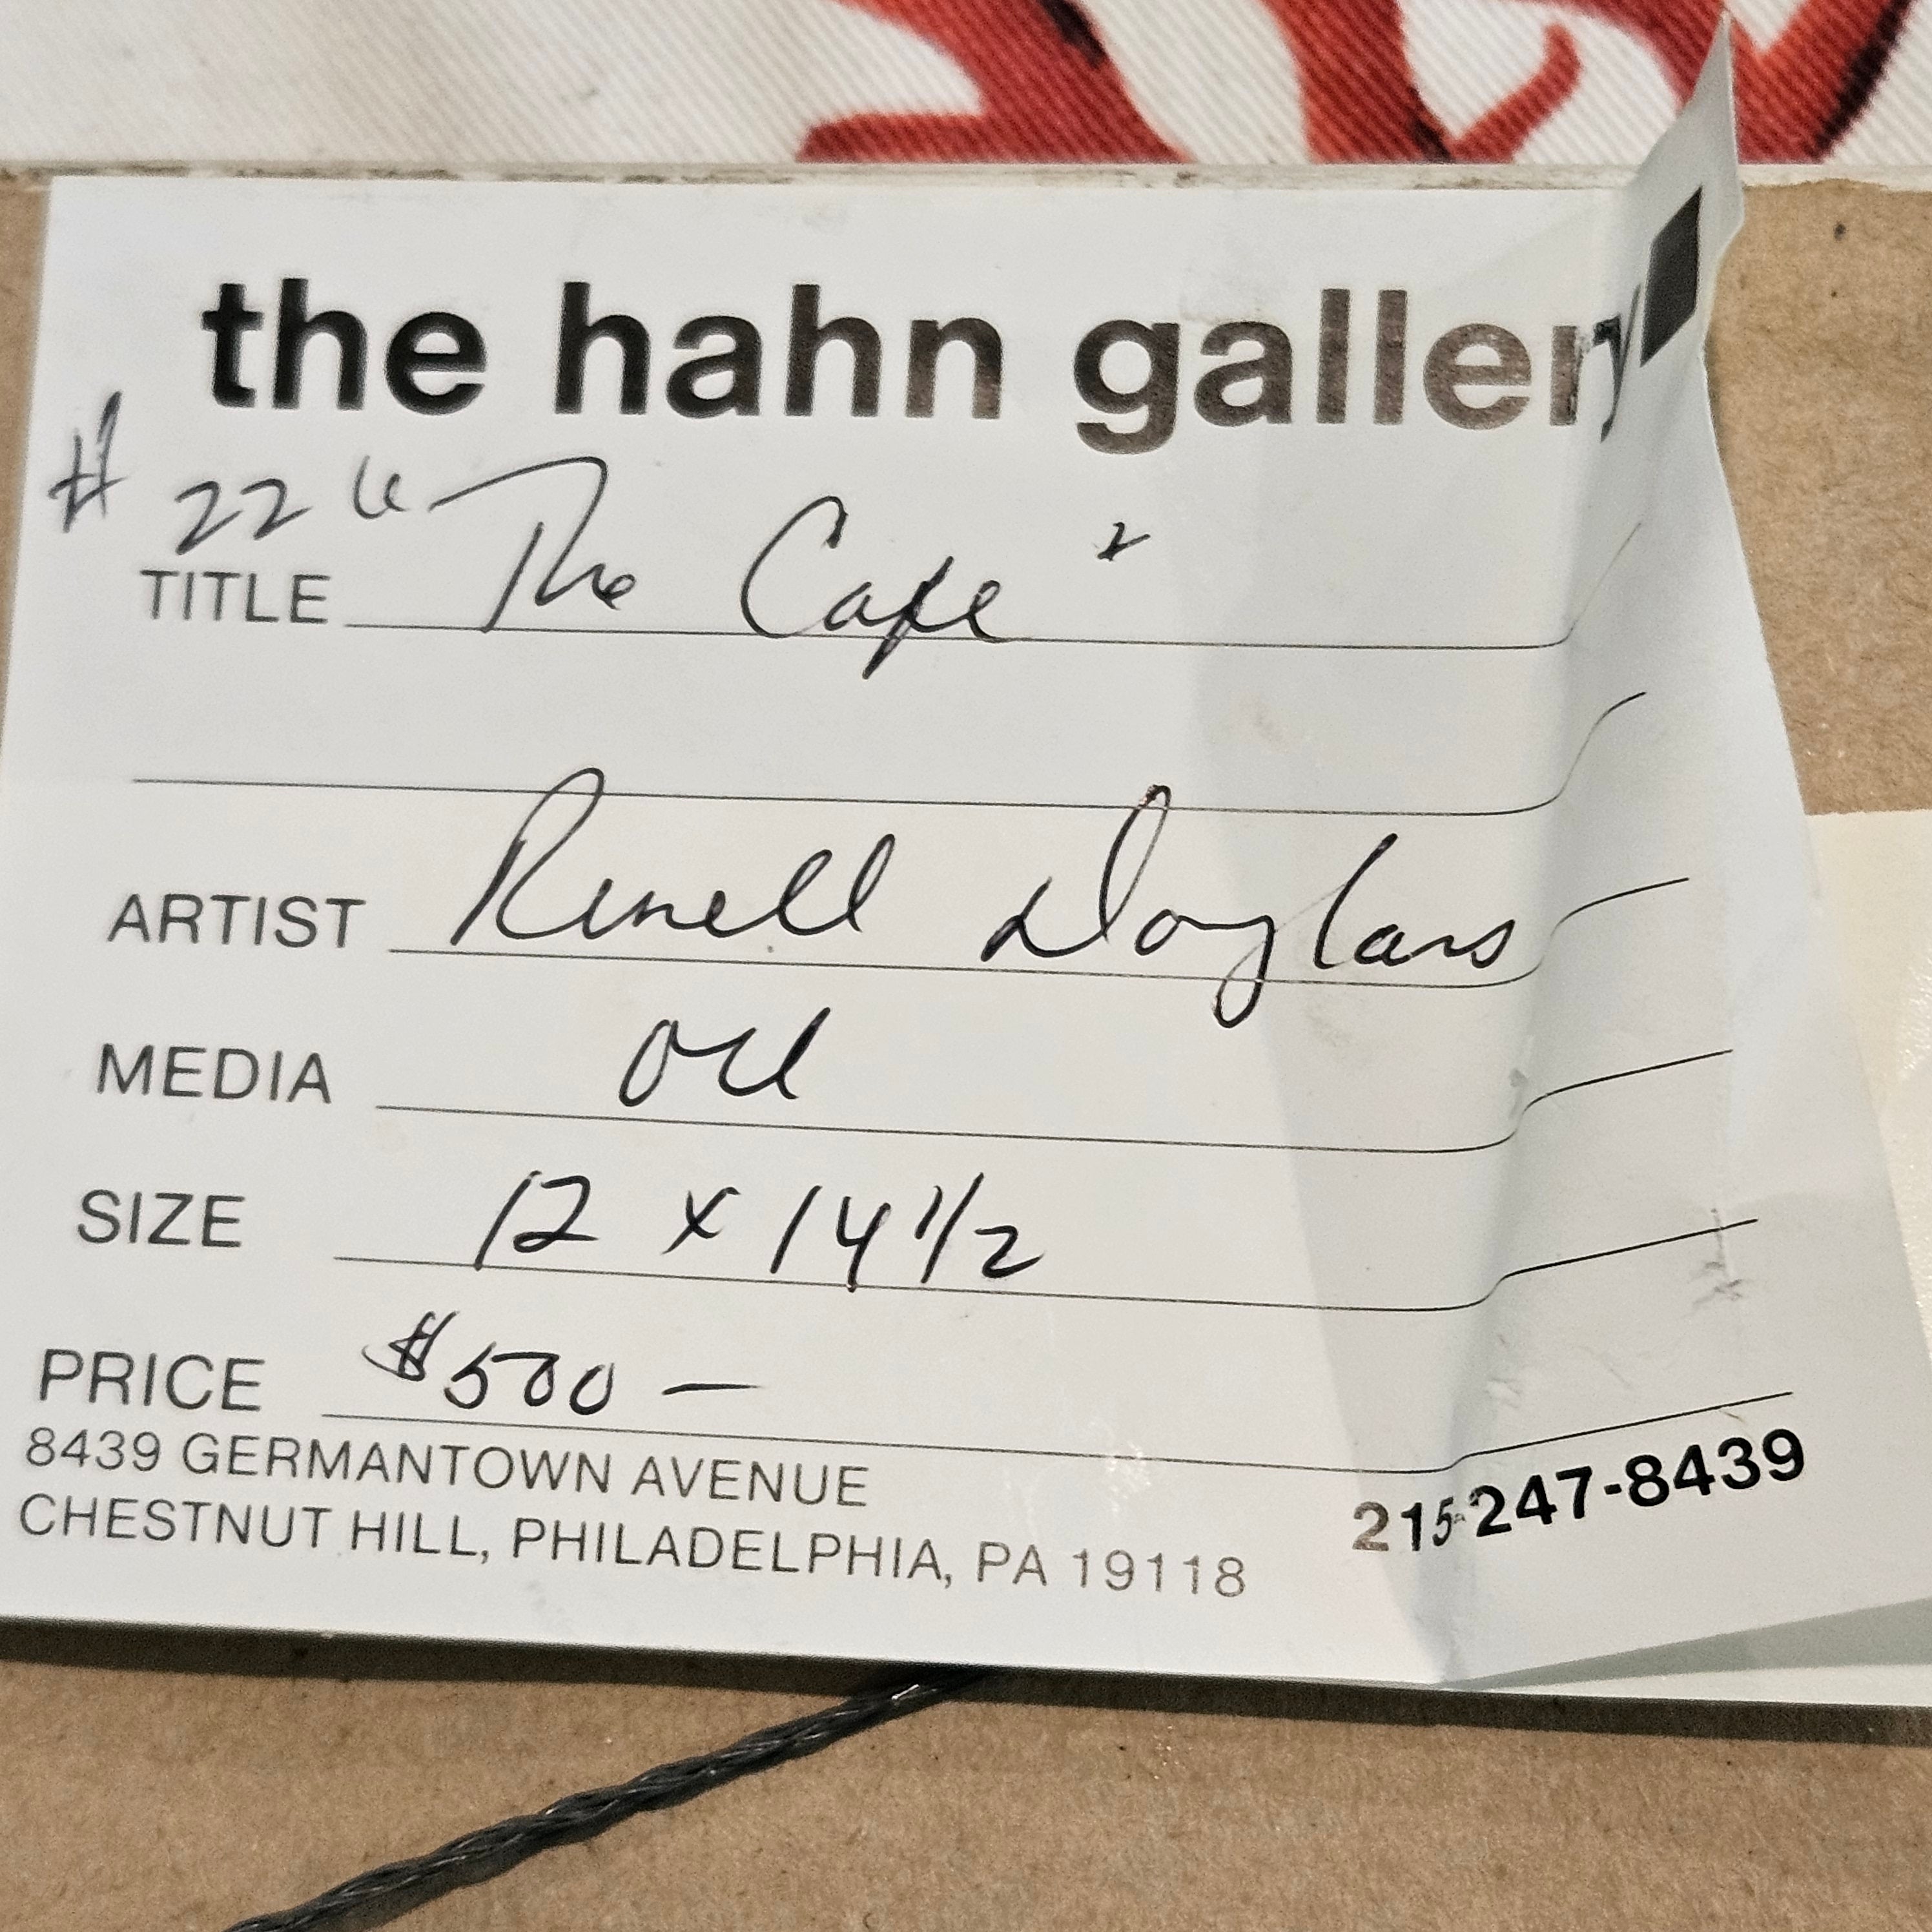 the hahn gallery
# 22 "The Cafe"
TITLE
ARTIST Renell Douglass
MEDIA oil
SIZE 12 x 14 1/2
PRICE $500 —
8439 GERMANTOWN AVENUE
CHESTNUT HILL, PHILADELPHIA, PA 19118
215-247-8439